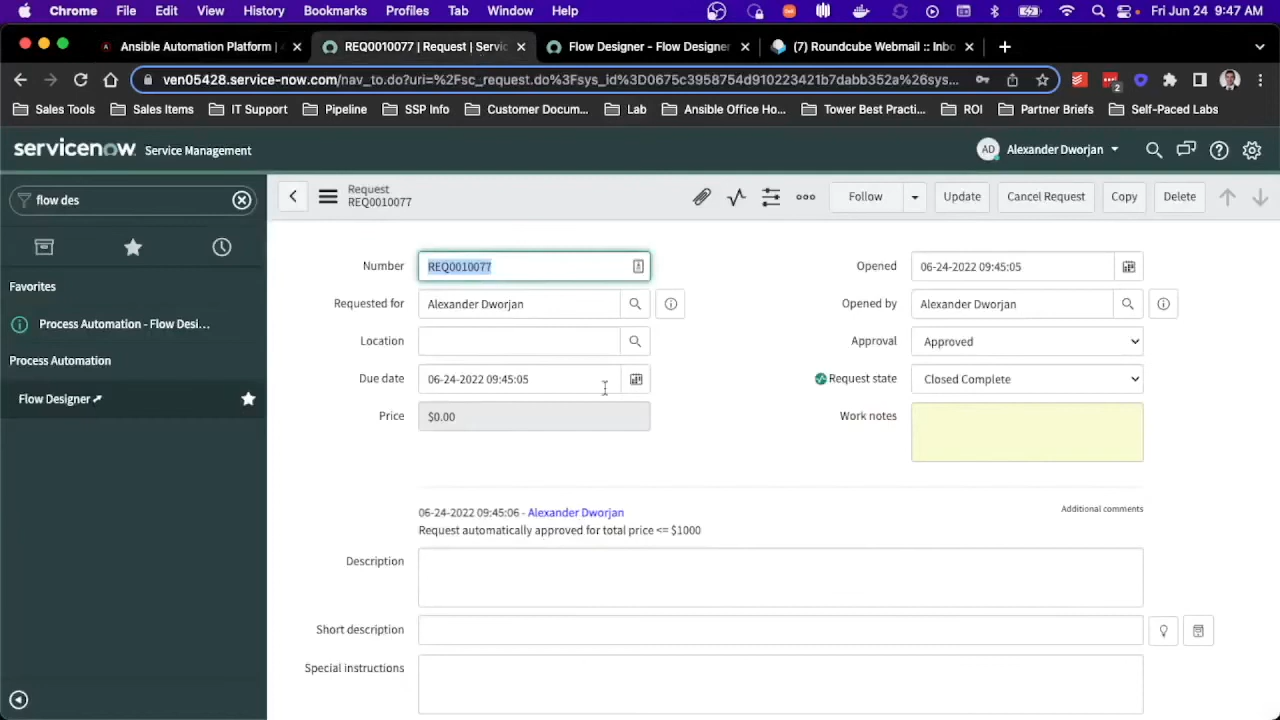 Chrome File Edit View History Bookmarks Profiles Tab Window Help Fri Jun 24 9:47 AM
Ansible Automation Platform | REQ0010077 | Request | Servic Flow Designer - Flow Designer (7) Roundcube Webmail :: Inbo
ven05428.service-now.com/nav_to.do?uri=%2Fsc_request.do%3Fsys_id%3D0675c3958754d910223421b7dabb352a%26sys... 2
Sales Tools Sales Items IT Support Pipeline SSP Info Customer Docum... Lab Ansible Office Ho... Tower Best Practi... ROI Partner Briefs Self-Paced Labs
servicenow Service Management AD Alexander Dworjan
flow des
Request
REQ0010077
Follow Update Cancel Request Copy Delete
Favorites
Process Automation - Flow Desi...
Process Automation
Flow Designer
Number REQ0010077 Opened 06-24-2022 09:45:05
Requested for Alexander Dworjan Opened by Alexander Dworjan
Location Approval Approved
Due date 06-24-2022 09:45:05 Request state Closed Complete
Price $0.00 Work notes
06-24-2022 09:45:06 - Alexander Dworjan Additional comments
Request automatically approved for total price <= $1000
Description
Short description
Special instructions